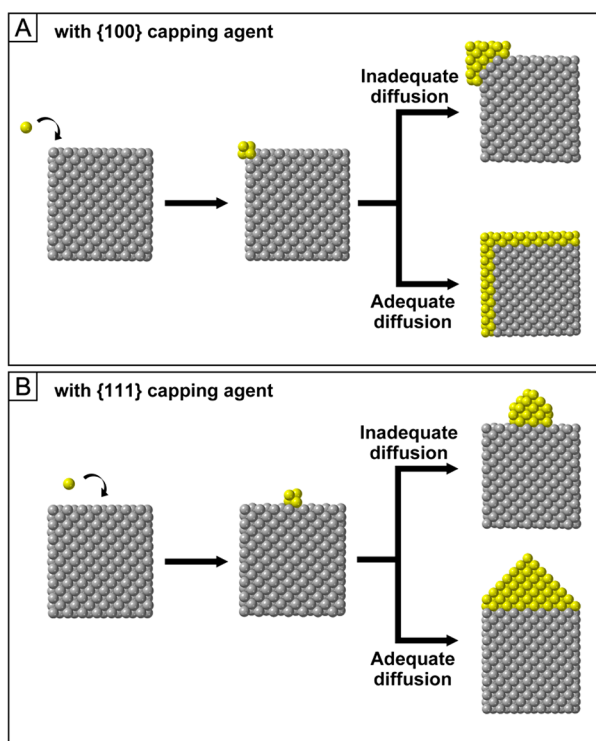 A
with {100} capping agent
Inadequate
diffusion
Adequate
diffusion
B
with {111} capping agent
Inadequate
diffusion
Adequate
diffusion